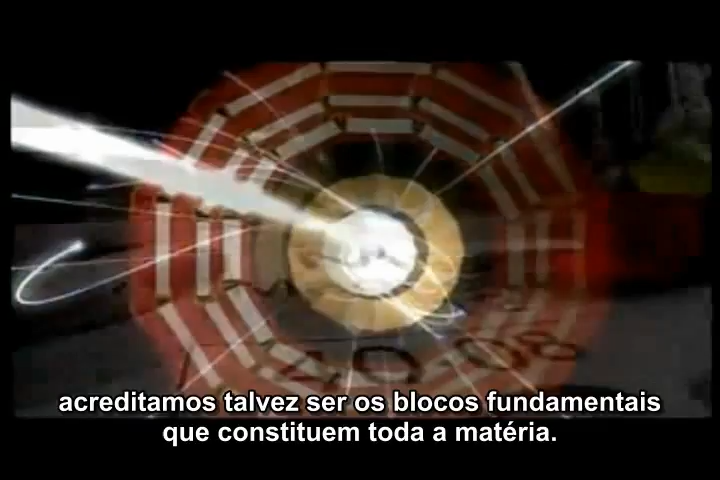 acreditamos talvez ser os blocos fundamentais
que constituem toda a matéria.